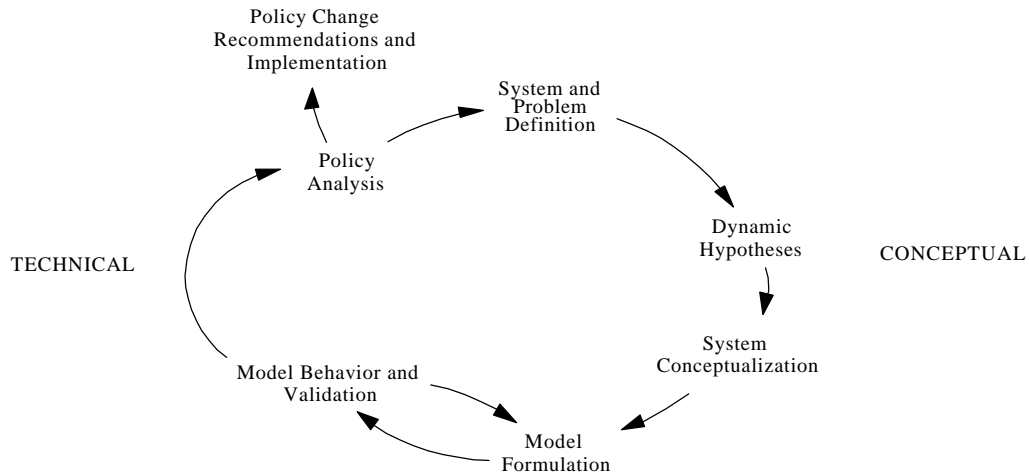 Policy Change
Recommendations and
Implementation
System and
Problem
Definition
Policy
Analysis
Dynamic
Hypotheses
TECHNICAL
CONCEPTUAL
System
Conceptualization
Model Behavior and
Validation
Model
Formulation